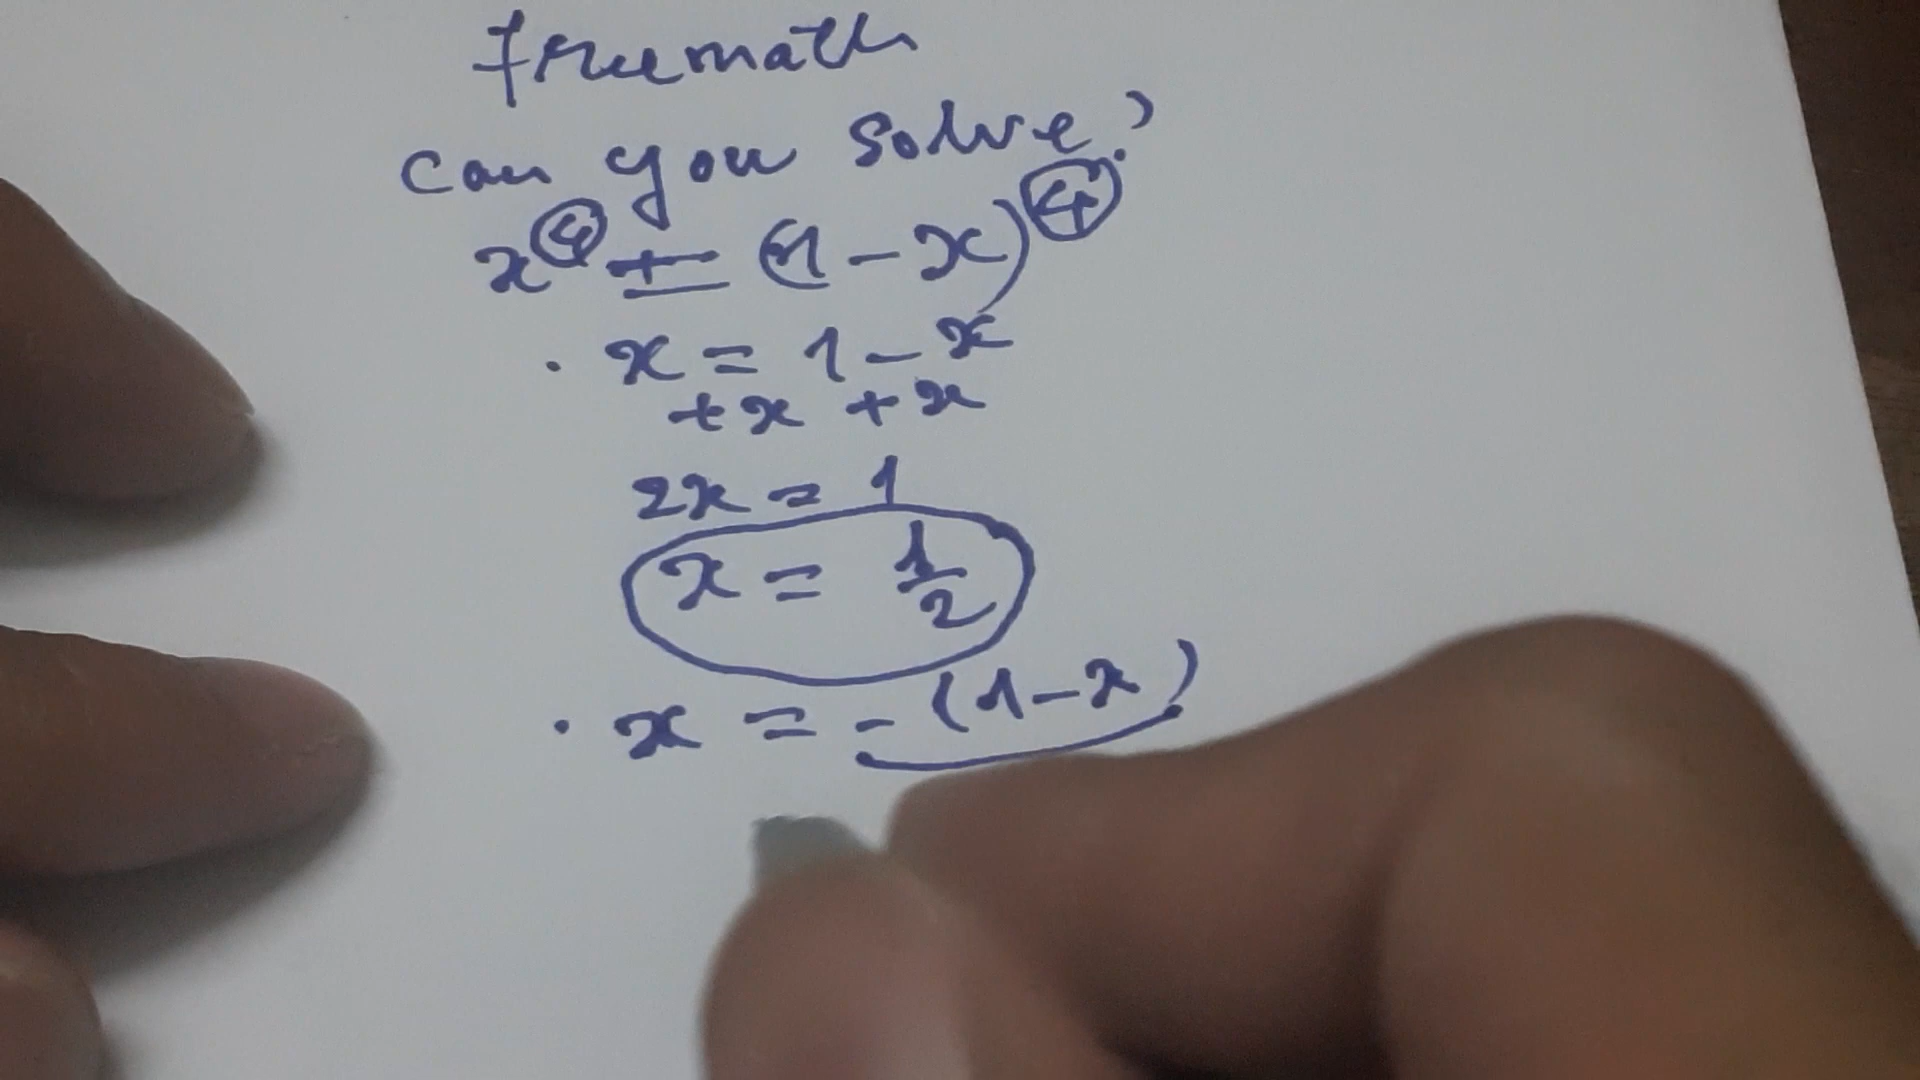 freemath
Can you solve?
x⁴ = (1-x)⁴
. x = 1-x
+x +x
2x = 1
x = 1/2
. x = -(1-x)